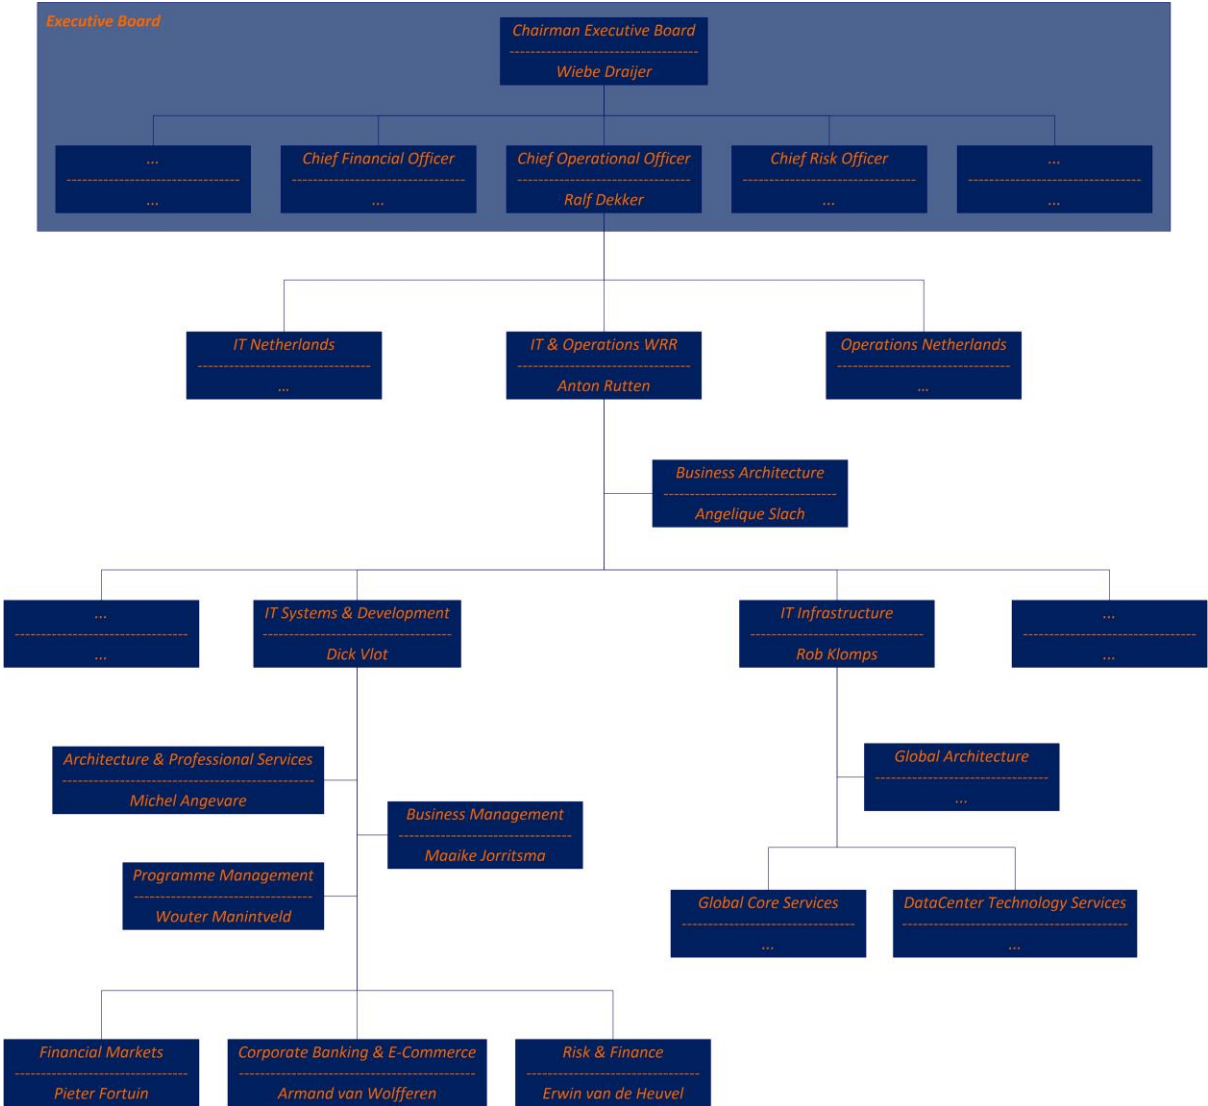 Executive Board
Chairman Executive Board
------------------------------------
Wiebe Draijer
...
---------------------------------
...
Chief Financial Officer
---------------------------------
...
Chief Operational Officer
---------------------------------
Ralf Dekker
Chief Risk Officer
---------------------------------
...
...
---------------------------------
...
IT Netherlands
---------------------------------
...
IT & Operations WRR
---------------------------------
Anton Rutten
Operations Netherlands
---------------------------------
...
Business Architecture
---------------------------------
Angelique Slach
...
---------------------------------
...
IT Systems & Development
------------------------------------
Dick Vlot
IT Infrastructure
---------------------------------
Rob Klomps
...
---------------------------------
...
Architecture & Professional Services
------------------------------------------------
Michel Angevare
Global Architecture
---------------------------------
...
Business Management
---------------------------------
Maaike Jorritsma
Programme Management
----------------------------------
Wouter Manintveld
Global Core Services
---------------------------------
...
DataCenter Technology Services
-------------------------------------------
...
Financial Markets
---------------------------------
Pieter Fortuin
Corporate Banking & E-Commerce
---------------------------------------------
Armand van Wolfferen
Risk & Finance
---------------------------------
Erwin van de Heuvel